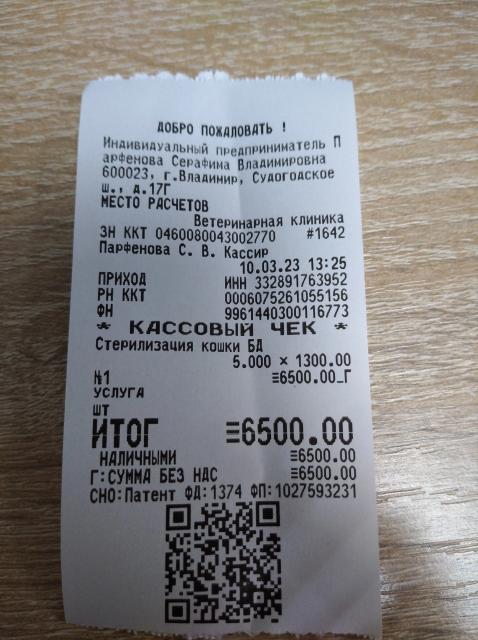 ДОБРО ПОЖАЛОВАТЬ !
Индивидуальный предприниматель П
арфенова Серафима Владимировна
600023, г.Владимир, Судогодское
ш., д.17Г
МЕСТО РАСЧЕТОВ
Ветеринарная клиника
ЗН ККТ 0460080043002770 #1642
Парфенова С. В. Кассир
10.03.23 13:25
ПРИХОД ИНН 332891763952
РН ККТ 0006075261055156
ФН 9961440300116773
* КАССОВЫЙ ЧЕК *
Стерилизация кошки БД
5.000 × 1300.00
№1 ≡6500.00_Г
УСЛУГА
шт
ИТОГ ≡6500.00
НАЛИЧНЫМИ ≡6500.00
Г:СУММА БЕЗ НДС ≡6500.00
СНО:Патент ФД:1374 ФП:1027593231